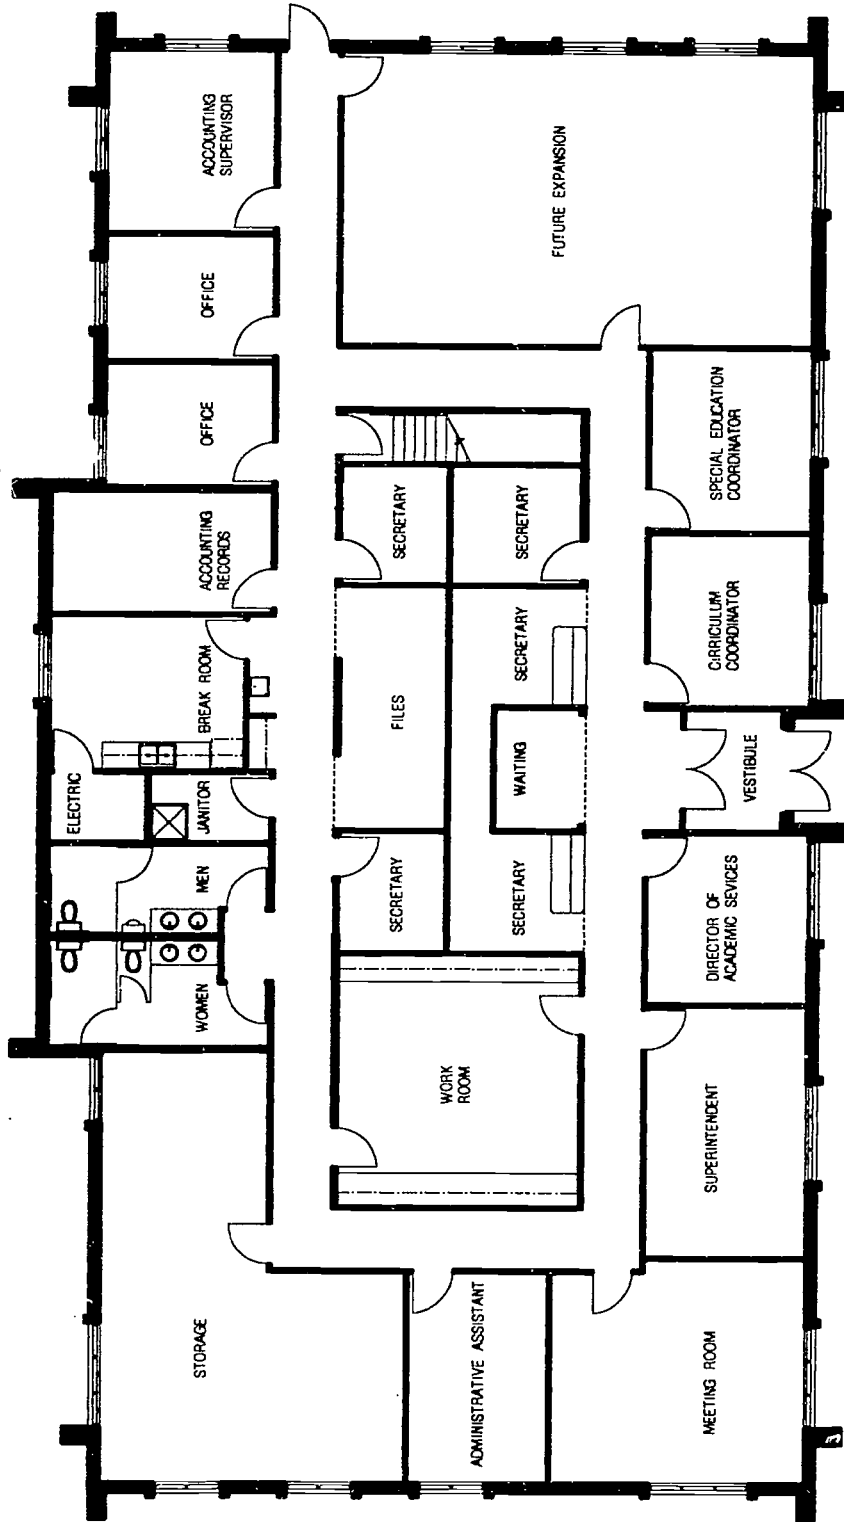 ACCOUNTING
SUPERVISOR
OFFICE
OFFICE
ACCOUNTING
RECORDS
BREAK ROOM
ELECTRIC
JANITOR
MEN
WOMEN
STORAGE
SECRETARY
FILES
SECRETARY
SECRETARY
SECRETARY
WAITING
SECRETARY
WORK
ROOM
ADMINISTRATIVE ASSISTANT
FUTURE EXPANSION
SPECIAL EDUCATION
COORDINATOR
CIRRICULUM
COORDINATOR
VESTIBULE
DIRECTOR OF
ACADEMIC SEVICES
SUPERINTENDENT
MEETING ROOM